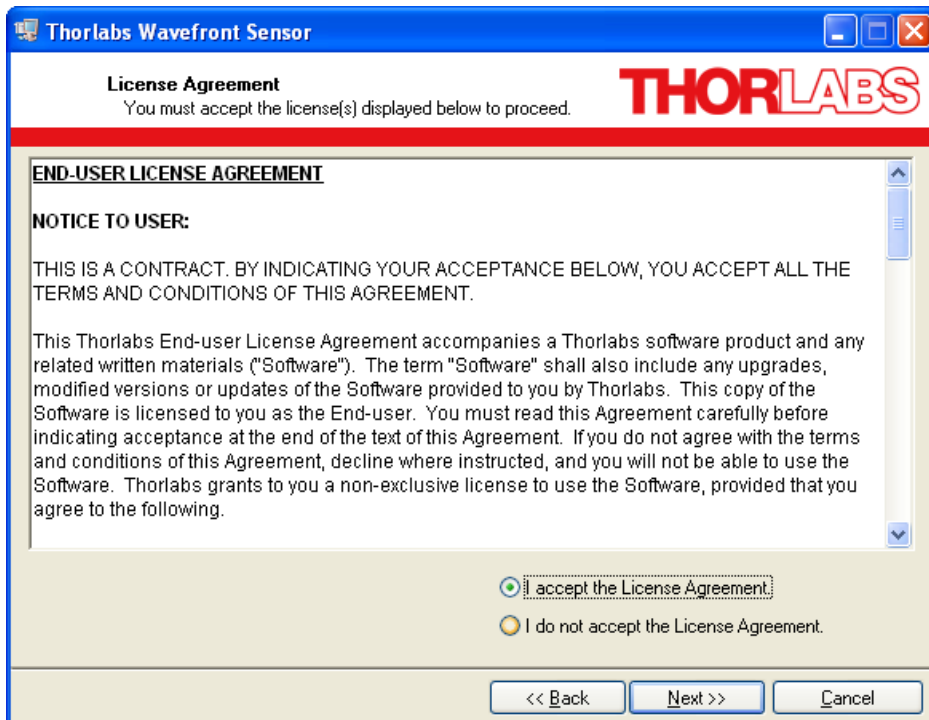 Thorlabs Wavefront Sensor
License Agreement
You must accept the license(s) displayed below to proceed.
THORLABS
END-USER LICENSE AGREEMENT
NOTICE TO USER:
THIS IS A CONTRACT. BY INDICATING YOUR ACCEPTANCE BELOW, YOU ACCEPT ALL THE
TERMS AND CONDITIONS OF THIS AGREEMENT.
This Thorlabs End-user License Agreement accompanies a Thorlabs software product and any
related written materials ("Software").  The term "Software" shall also include any upgrades,
modified versions or updates of the Software provided to you by Thorlabs.  This copy of the
Software is licensed to you as the End-user.  You must read this Agreement carefully before
indicating acceptance at the end of the text of this Agreement.  If you do not agree with the terms
and conditions of this Agreement, decline where instructed, and you will not be able to use the
Software.  Thorlabs grants to you a non-exclusive license to use the Software, provided that you
agree to the following.
I accept the License Agreement.
I do not accept the License Agreement.
<< Back
Next >>
Cancel